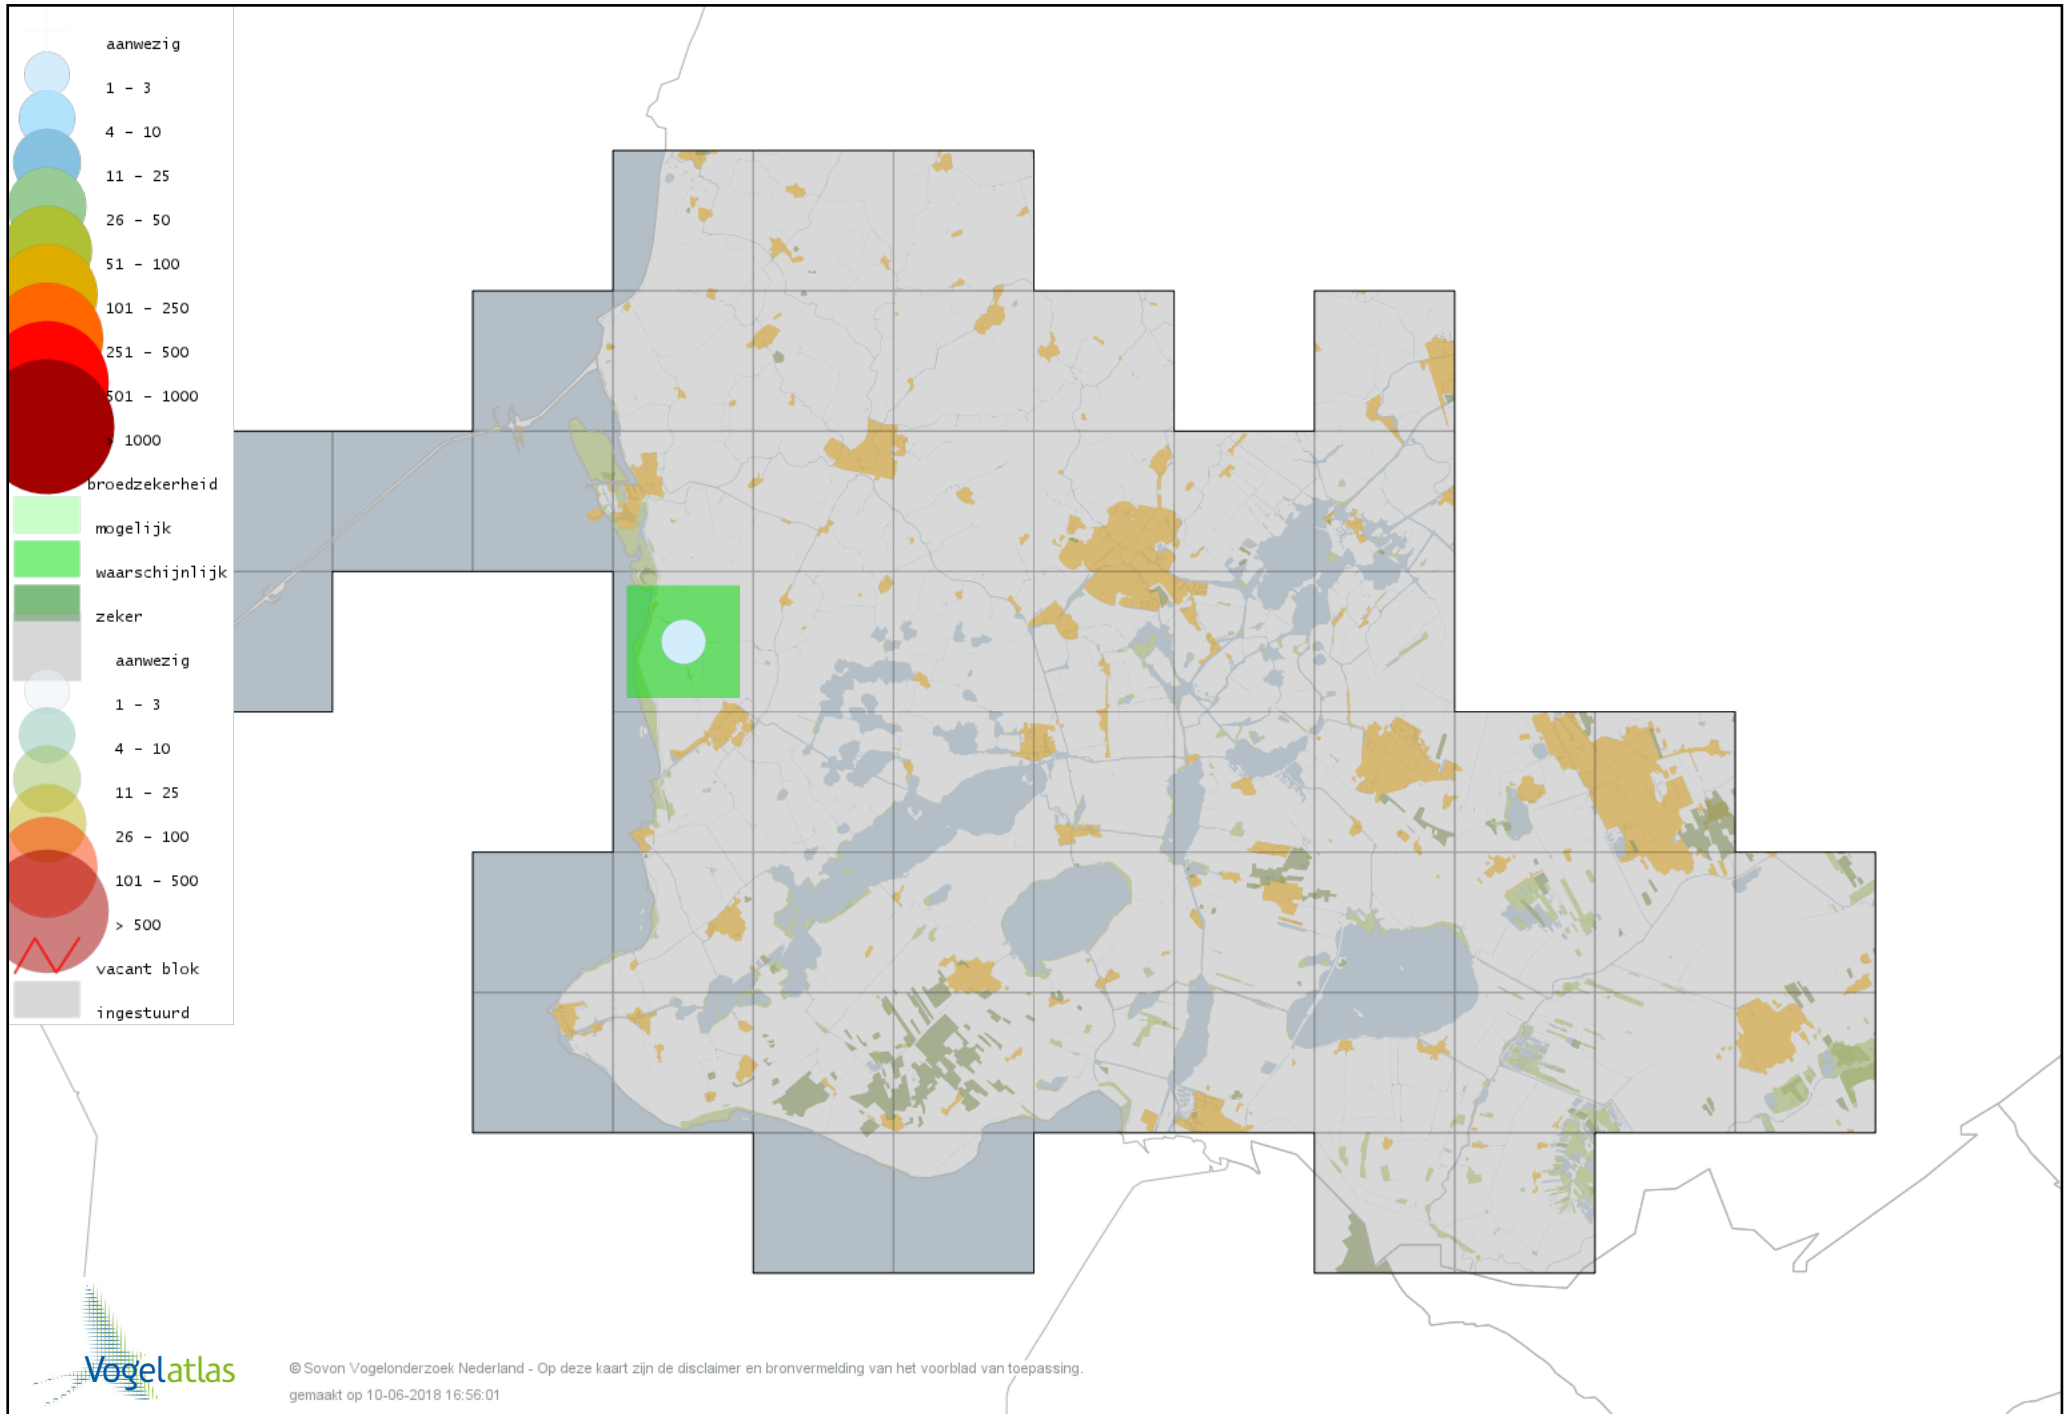 aanwezig
1 - 3
4 - 10
11 - 25
26 - 50
51 - 100
101 - 250
251 - 500
501 - 1000
> 1000
broedzekerheid
mogelijk
waarschijnlijk
zeker
aanwezig
1 - 3
4 - 10
11 - 25
26 - 100
101 - 500
> 500
vacant blok
ingestuurd
Vogelatlas
© Sovon Vogelonderzoek Nederland - Op deze kaart zijn de disclaimer en bronvermelding van het voorblad van toepassing.
gemaakt op 10-06-2018 16:56:01